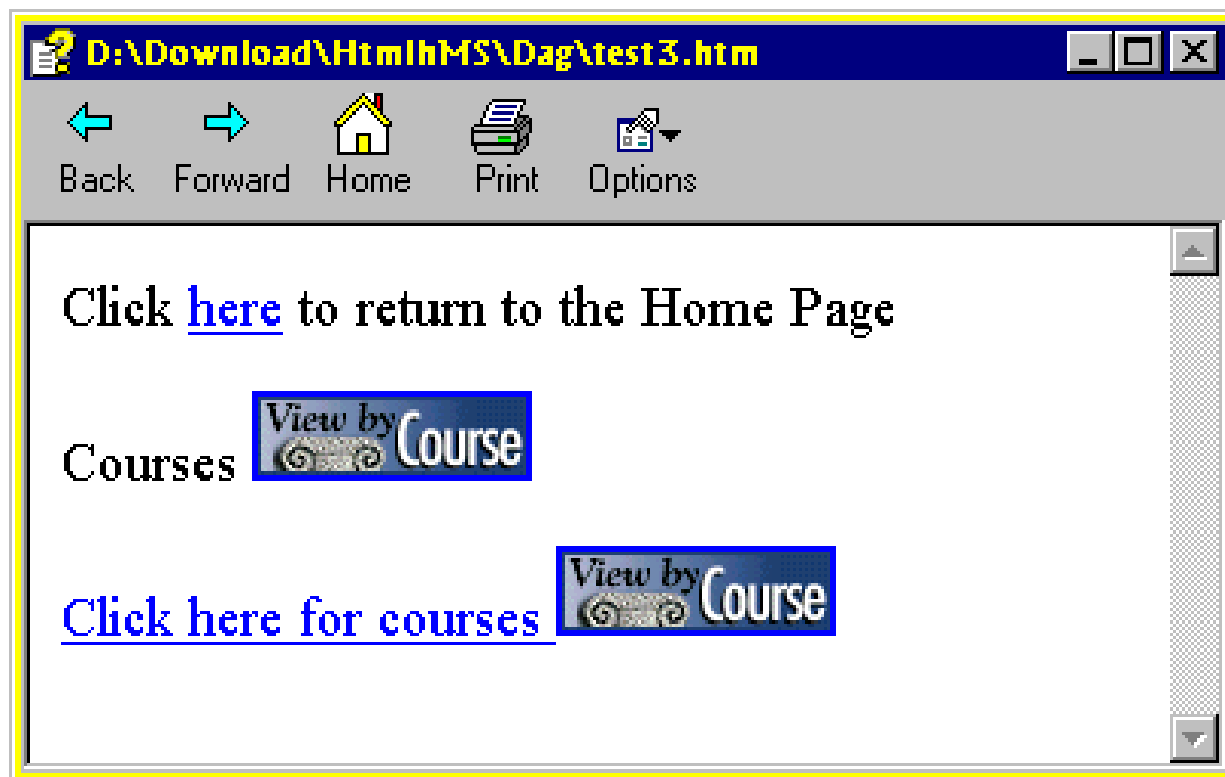 D:\Download\HtmlhMS\Dag\test3.htm
Back Forward Home Print Options
Click here to return to the Home Page
Courses View by Course
Click here for courses View by Course